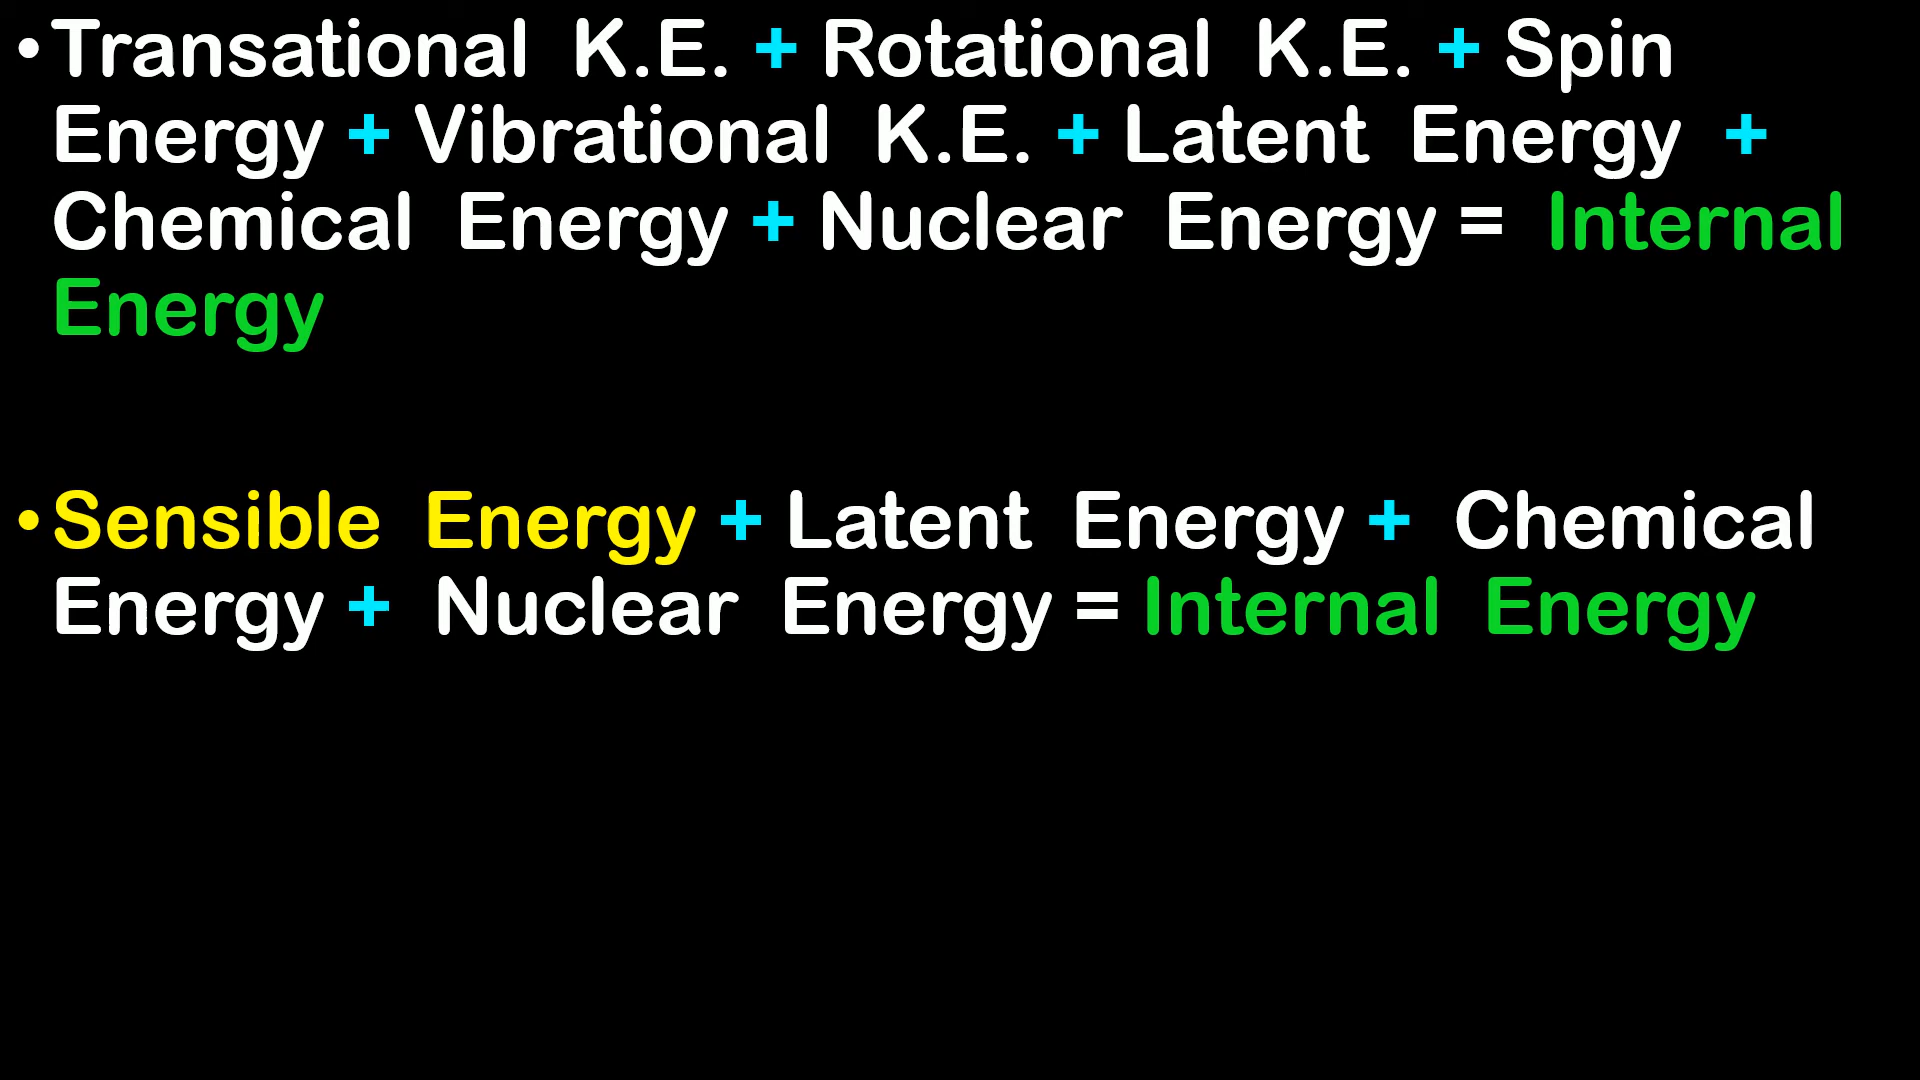 • Transational K.E. + Rotational K.E. + Spin
Energy + Vibrational K.E. + Latent Energy +
Chemical Energy + Nuclear Energy = Internal
Energy
• Sensible Energy + Latent Energy + Chemical
Energy + Nuclear Energy = Internal Energy